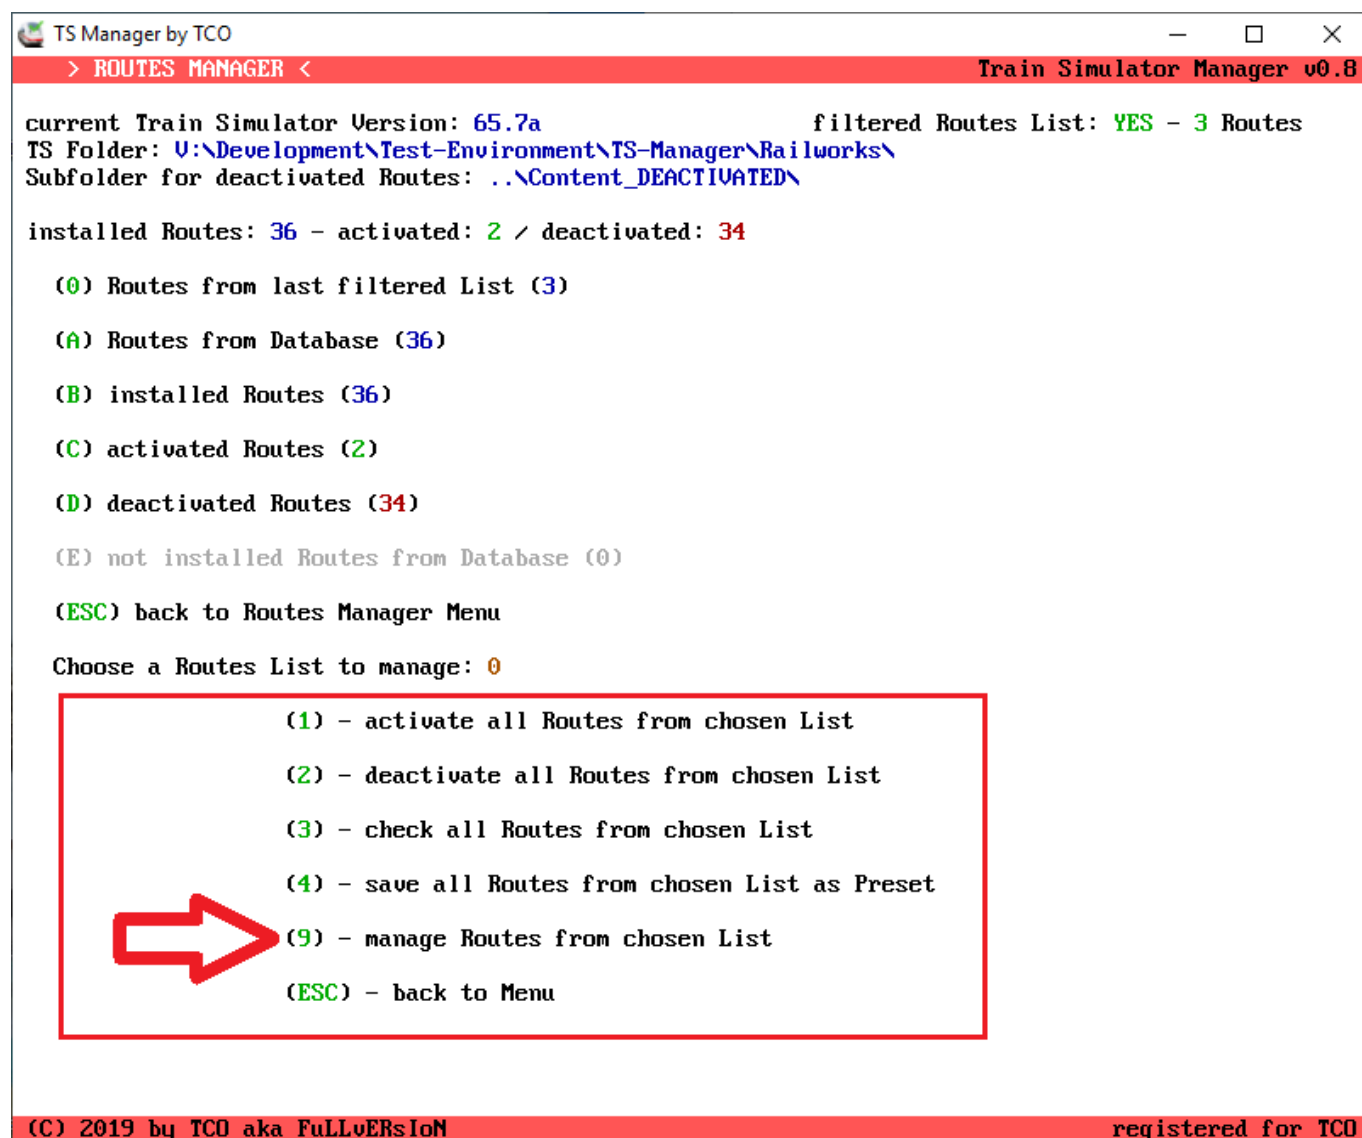 TS Manager by TCO
> ROUTES MANAGER < Train Simulator Manager v0.8
current Train Simulator Version: 65.7a filtered Routes List: YES - 3 Routes
TS Folder: V:\Development\Test-Environment\TS-Manager\Railworks\
Subfolder for deactivated Routes: ..\Content_DEACTIVATED\
installed Routes: 36 - activated: 2 / deactivated: 34
(0) Routes from last filtered List (3)
(A) Routes from Database (36)
(B) installed Routes (36)
(C) activated Routes (2)
(D) deactivated Routes (34)
(E) not installed Routes from Database (0)
(ESC) back to Routes Manager Menu
Choose a Routes List to manage: 0
(1) - activate all Routes from chosen List
(2) - deactivate all Routes from chosen List
(3) - check all Routes from chosen List
(4) - save all Routes from chosen List as Preset
(9) - manage Routes from chosen List
(ESC) - back to Menu
(C) 2019 by TCO aka FuLLvERsIoN registered for TCO